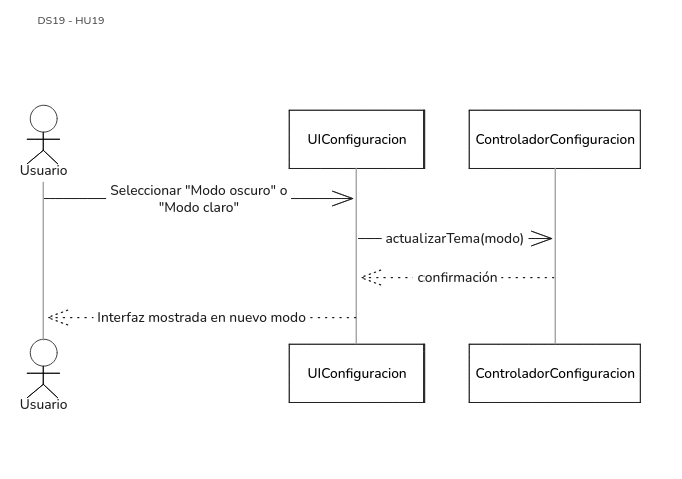 DS19 - HU19
UIConfiguracion
ControladorConfiguracion
Usuario
Seleccionar "Modo oscuro" o
"Modo claro"
actualizarTema(modo)
confirmación
Interfaz mostrada en nuevo modo
UIConfiguracion
ControladorConfiguracion
Usuario